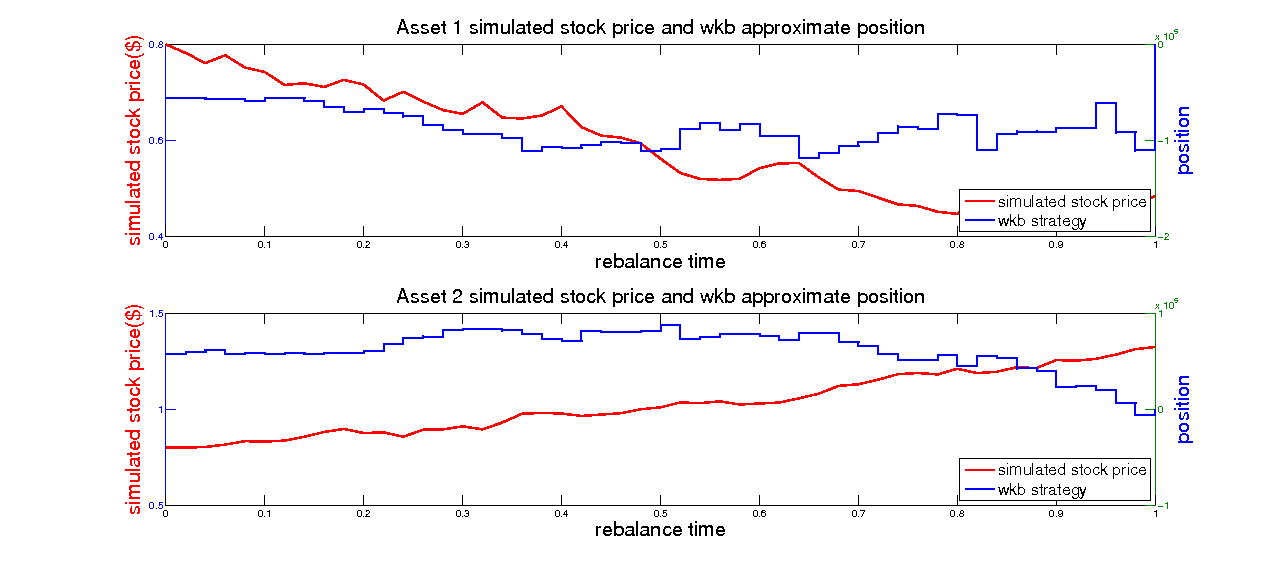 Asset 1 simulated stock price and wkb approximate position
simulated stock price($)
0.8
0.6
0.4
x 10^5
0
-1
-2
position
simulated stock price
wkb strategy
0 0.1 0.2 0.3 0.4 0.5 0.6 0.7 0.8 0.9 1
rebalance time
Asset 2 simulated stock price and wkb approximate position
simulated stock price($)
1.5
1
0.5
x 10^5
1
0
-1
position
simulated stock price
wkb strategy
0 0.1 0.2 0.3 0.4 0.5 0.6 0.7 0.8 0.9 1
rebalance time